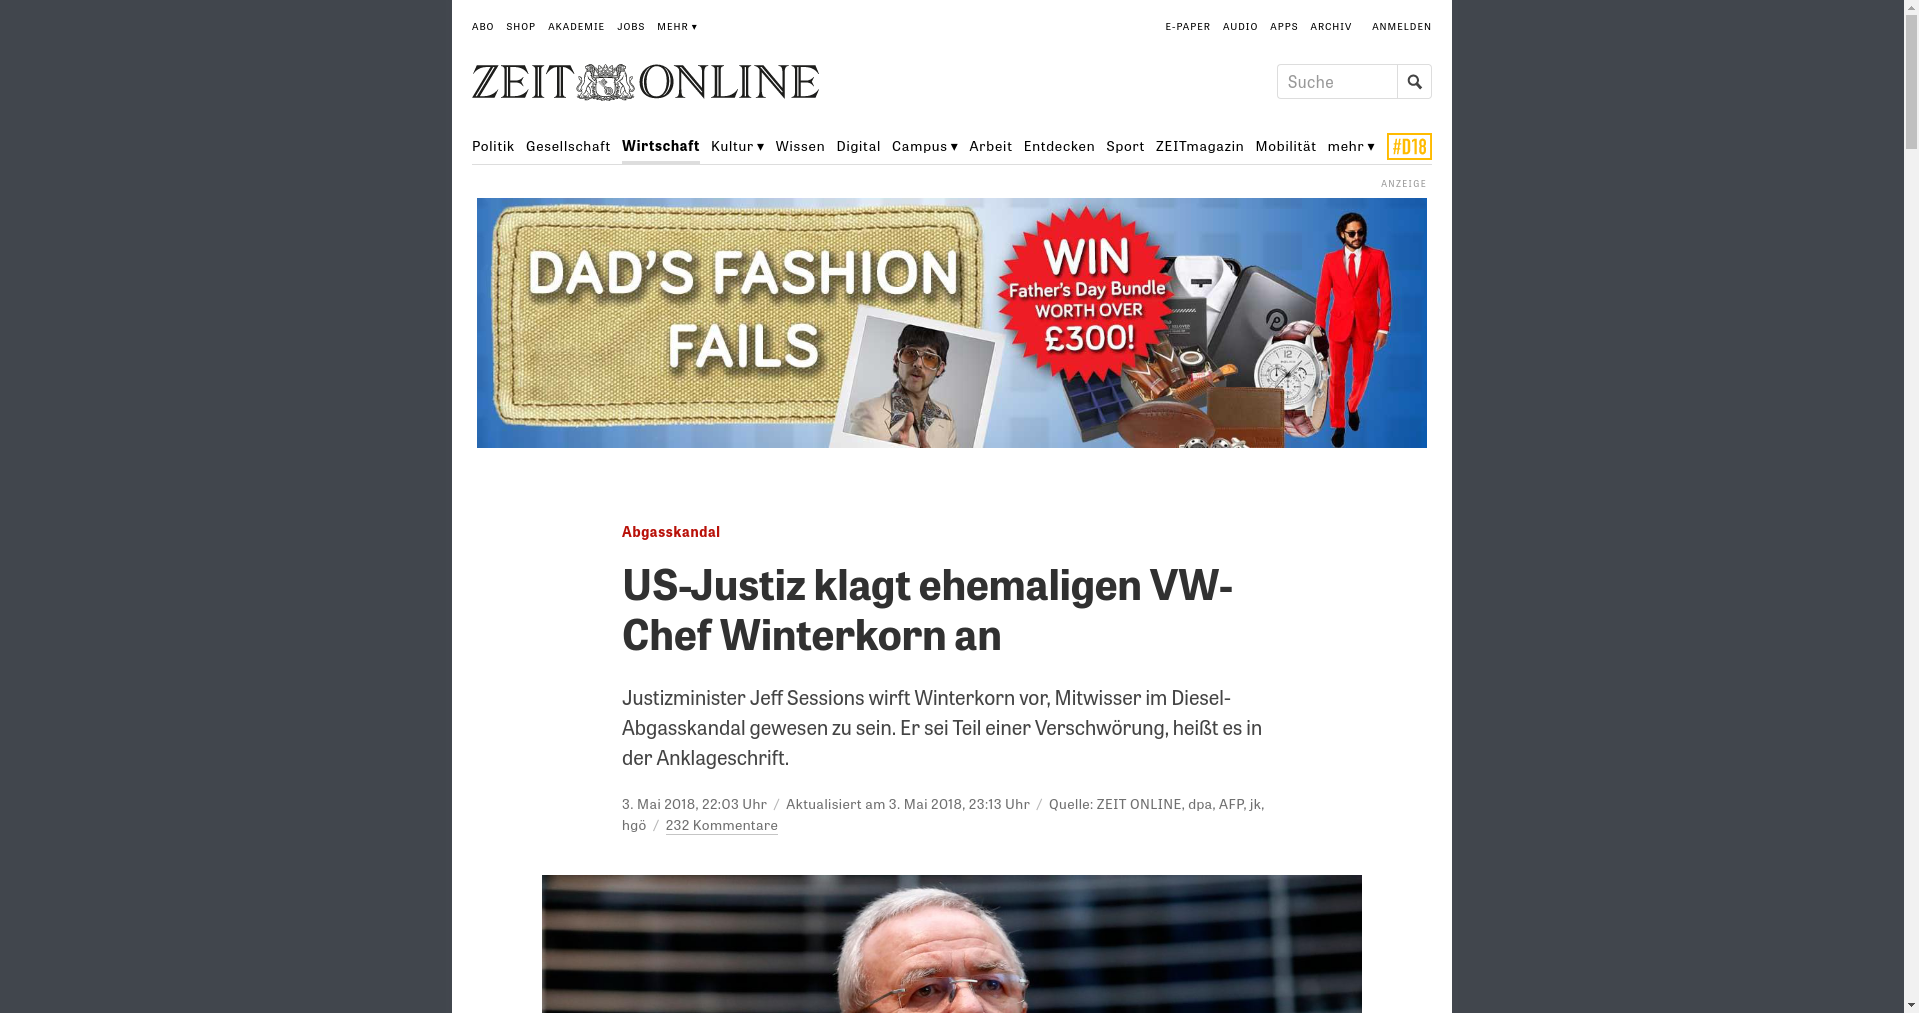 ABO SHOP AKADEMIE JOBS MEHR ▾
E-PAPER AUDIO APPS ARCHIV ANMELDEN
ZEIT ONLINE
Suche
Politik Gesellschaft Wirtschaft Kultur ▾ Wissen Digital Campus ▾ Arbeit Entdecken Sport ZEITmagazin Mobilität mehr ▾ #D18
ANZEIGE
DAD'S FASHION
FAILS
WIN
Father's Day Bundle
WORTH OVER
£300!
Abgasskandal
US-Justiz klagt ehemaligen VW-
Chef Winterkorn an
Justizminister Jeff Sessions wirft Winterkorn vor, Mitwisser im Diesel-
Abgasskandal gewesen zu sein. Er sei Teil einer Verschwörung, heißt es in
der Anklageschrift.
3. Mai 2018, 22:03 Uhr / Aktualisiert am 3. Mai 2018, 23:13 Uhr / Quelle: ZEIT ONLINE, dpa, AFP, jk,
hgö / 232 Kommentare